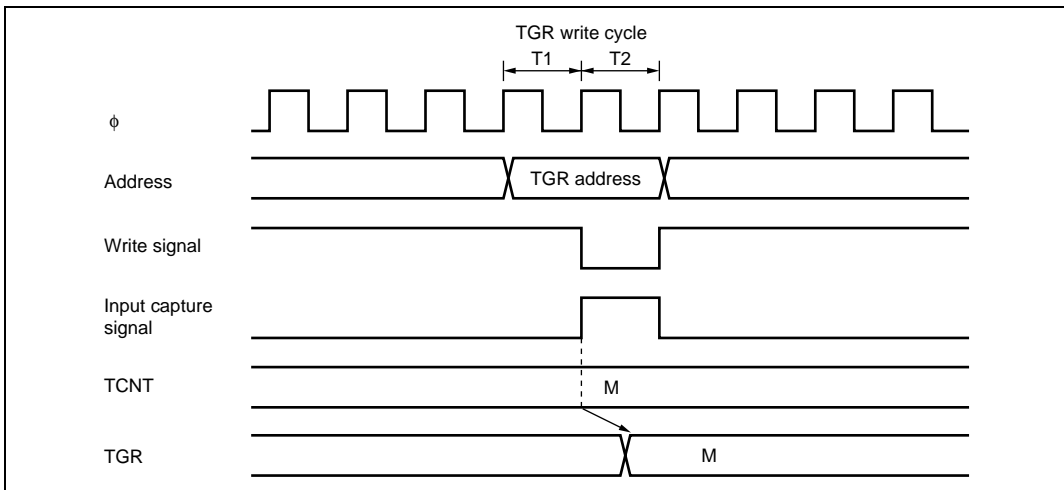 TGR write cycle
T1 T2
ϕ
Address
TGR address
Write signal
Input capture
signal
TCNT
M
TGR
M